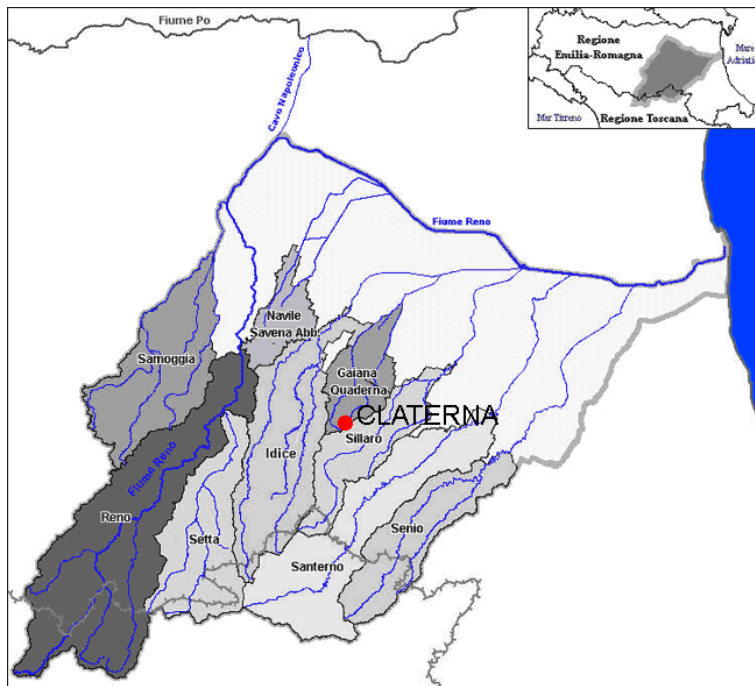 Fiume Po
Regione
Emilia-Romagna
Mare
Adriatic
Mar Tirreno
Regione Toscana
Cavo Napoleonico
Fiume Reno
Navile
Savena Abb.
Samoggia
Gaiana
Quaderna
CLATERNA
Sillaro
Idice
Fiume Reno
Reno
Setta
Senio
Santerno